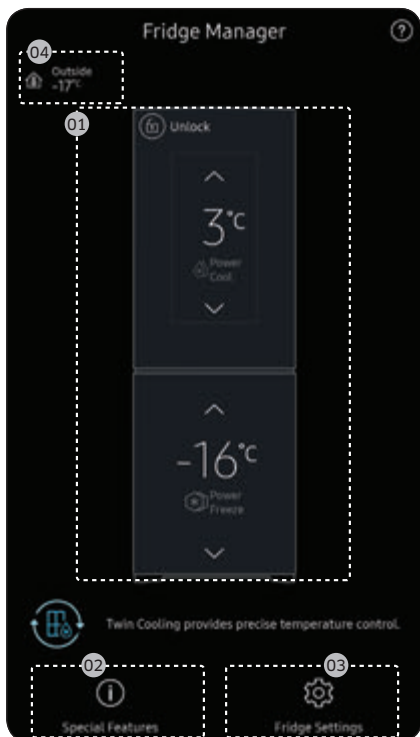 Fridge Manager
?
04
Outside
-17°C
01
Unlock
3°C
Power
Cool
-16°C
Power
Freeze
Twin Cooling provides precise temperature control.
02
03
Special Features
Fridge Settings